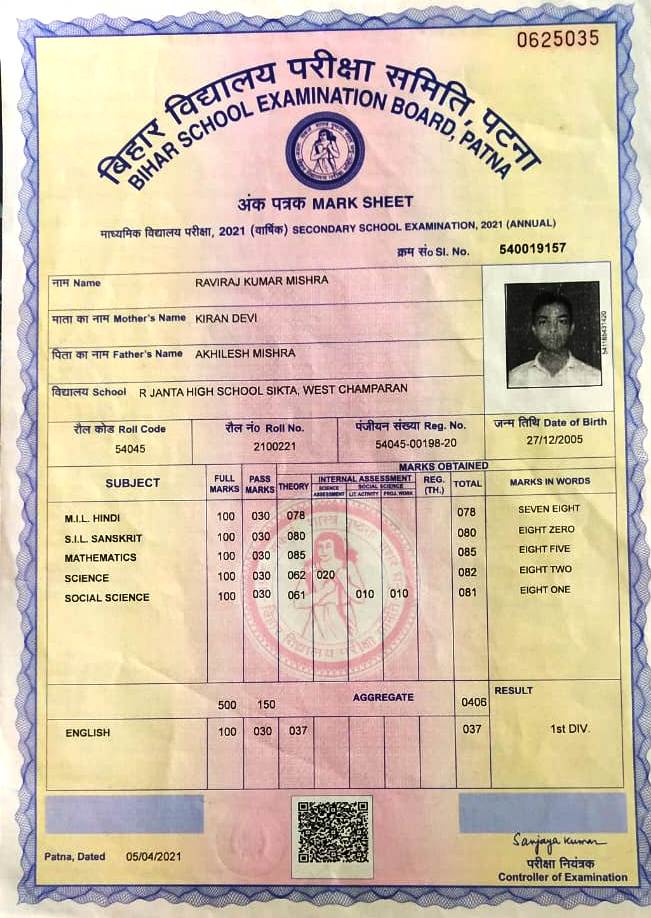 0625035
बिहार विद्यालय परीक्षा समिति, पटना
BIHAR SCHOOL EXAMINATION BOARD, PATNA
अंक पत्रक MARK SHEET
माध्यमिक विद्यालय परीक्षा, 2021 (वार्षिक) SECONDARY SCHOOL EXAMINATION, 2021 (ANNUAL)
क्रम सं० Sl. No. 540019157
नाम Name RAVIRAJ KUMAR MISHRA
माता का नाम Mother's Name KIRAN DEVI
पिता का नाम Father's Name AKHILESH MISHRA
विद्यालय School R JANTA HIGH SCHOOL SIKTA, WEST CHAMPARAN
रौल कोड Roll Code रौल नं० Roll No. पंजीयन संख्या Reg. No. जन्म तिथि Date of Birth
54045 2100221 54045-00198-20 27/12/2005
MARKS OBTAINED
SUBJECT FULL MARKS PASS MARKS THEORY INTERNAL ASSESSMENT REG. (TH.) TOTAL MARKS IN WORDS
SCIENCE ASSESSMENT SOCIAL SCIENCE LIT. ACTIVITY PROJ. WORK
M.I.L. HINDI 100 030 078 078 SEVEN EIGHT
S.I.L. SANSKRIT 100 030 080 080 EIGHT ZERO
MATHEMATICS 100 030 085 085 EIGHT FIVE
SCIENCE 100 030 062 020 082 EIGHT TWO
SOCIAL SCIENCE 100 030 061 010 010 081 EIGHT ONE
500 150 AGGREGATE 0406 RESULT
ENGLISH 100 030 037 037 1st DIV.
Sanjaya Kumar
Patna, Dated 05/04/2021
परीक्षा नियंत्रक
Controller of Examination